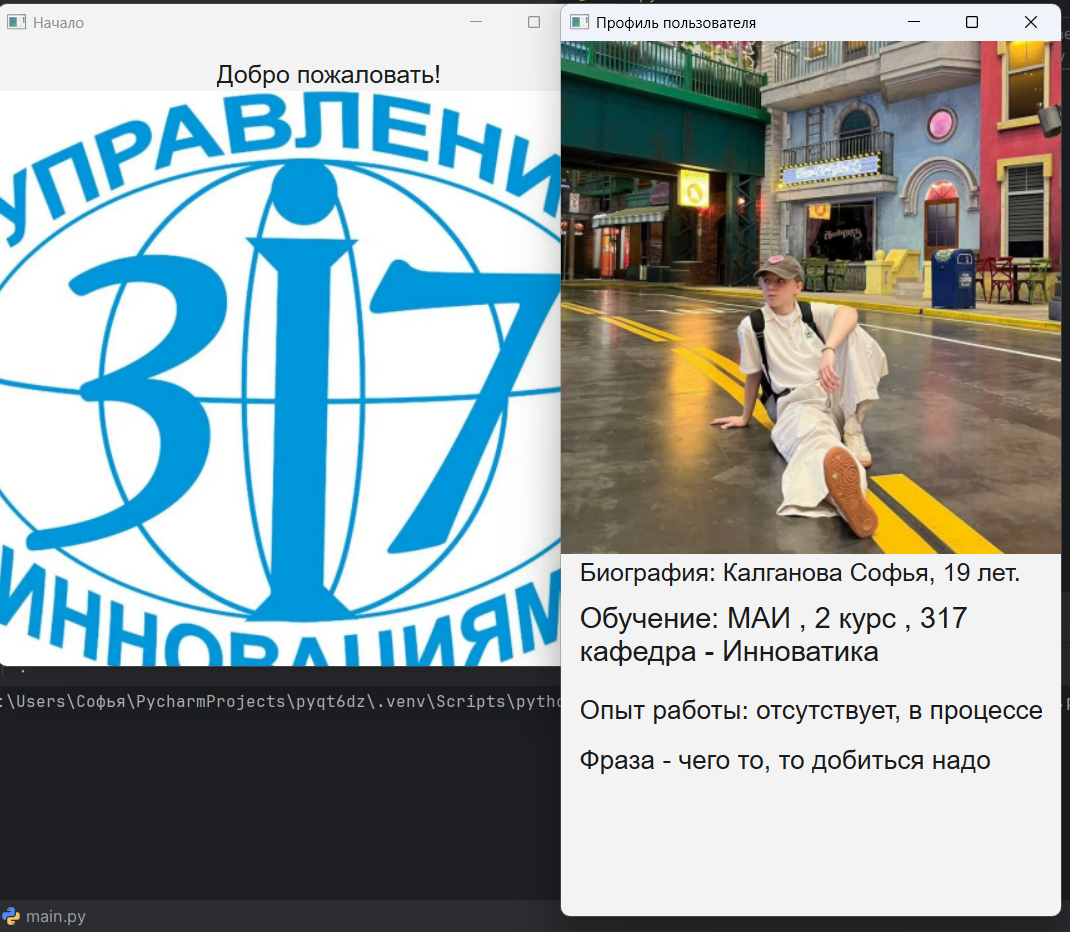 Начало
Добро пожаловать!
УПРАВЛЕНИ
317
ИННОВАЦИЯМ
:\Users\Софья\PycharmProjects\pyqt6dz\.venv\Scripts\pytho
main.py
Профиль пользователя
Antiques
Биография: Калганова Софья, 19 лет.
Обучение: МАИ , 2 курс , 317
кафедра - Инноватика
Опыт работы: отсутствует, в процессе
Фраза - чего то, то добиться надо